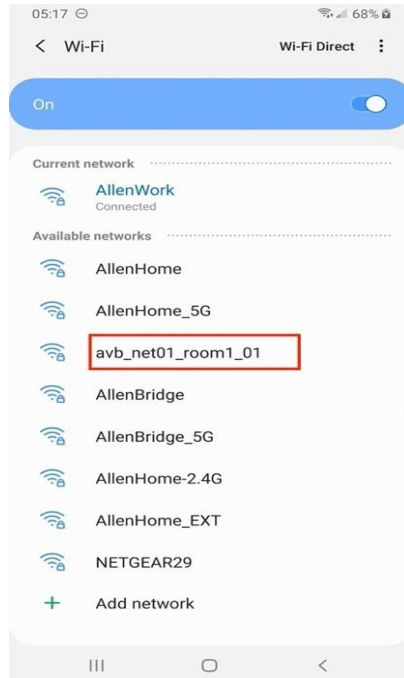 05:17 68%
Wi-Fi Wi-Fi Direct
On
Current network
AllenWork
Connected
Available networks
AllenHome
AllenHome_5G
avb_net01_room1_01
AllenBridge
AllenBridge_5G
AllenHome-2.4G
AllenHome_EXT
NETGEAR29
Add network